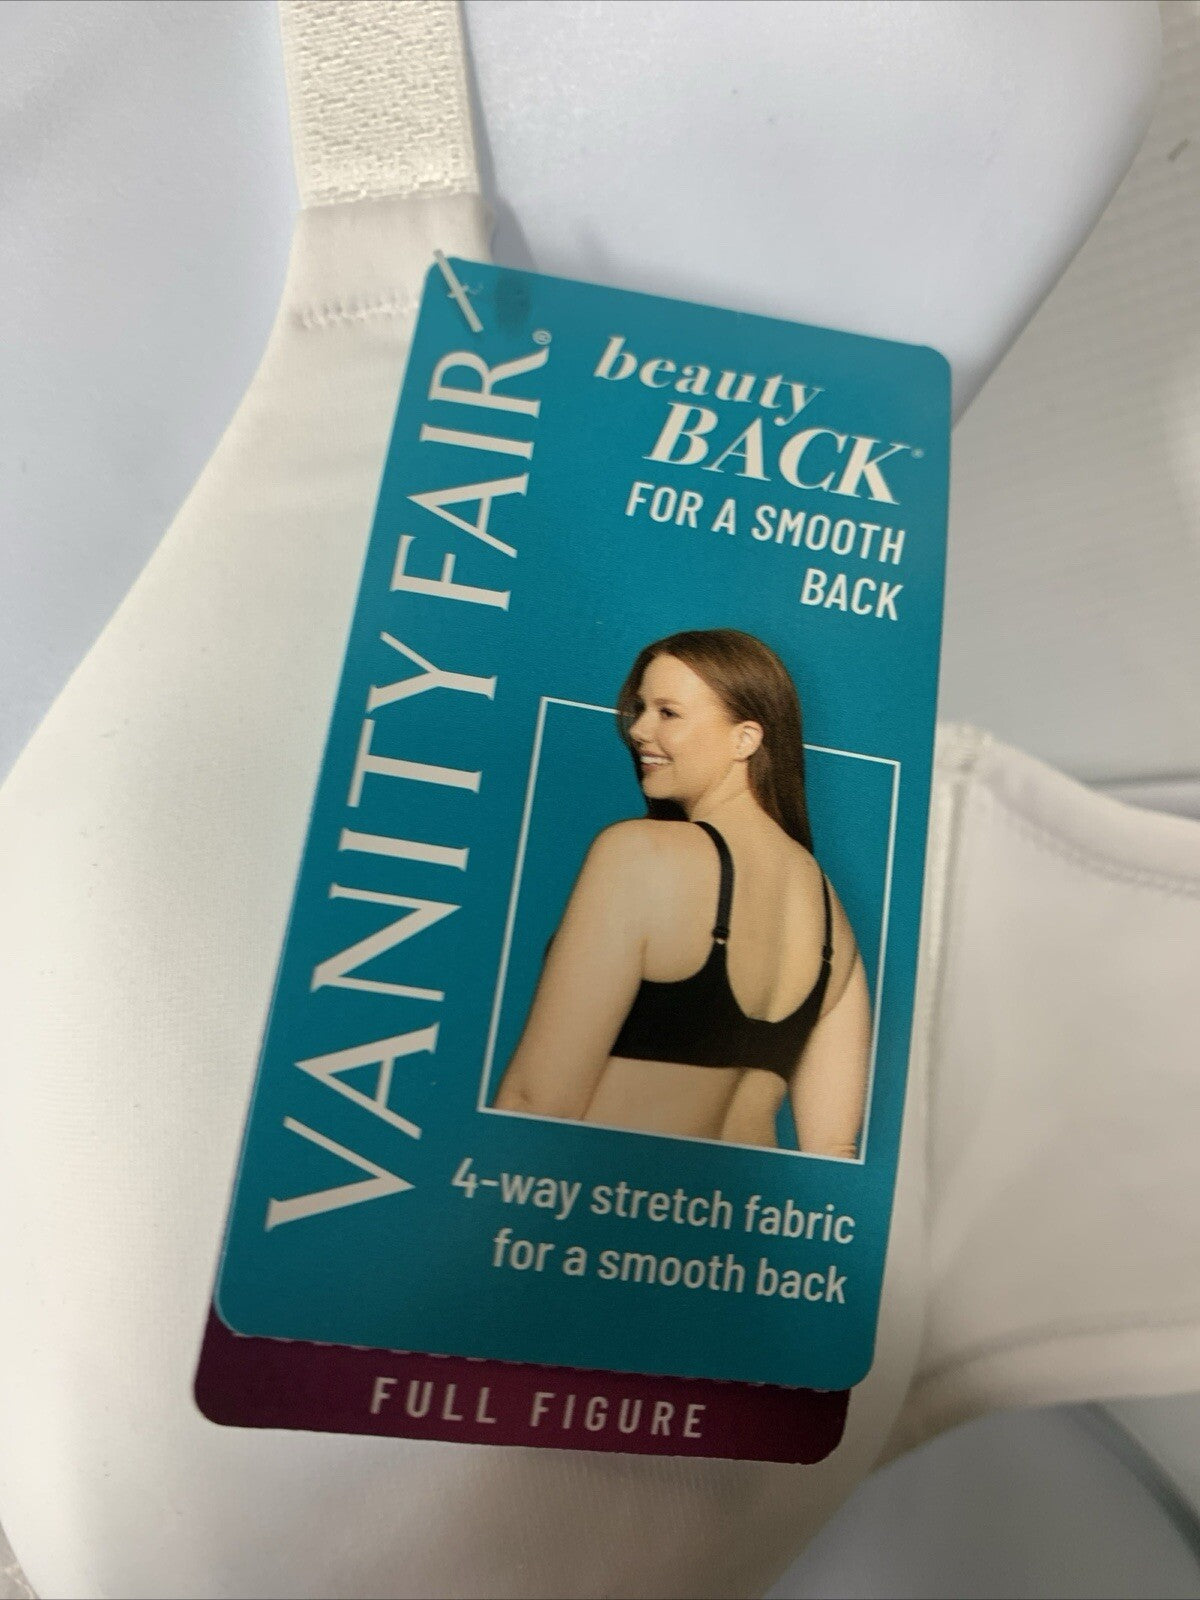 VANITY FAIR®
beauty
BACK®
FOR A SMOOTH
BACK
4-way stretch fabric
for a smooth back
FULL FIGURE